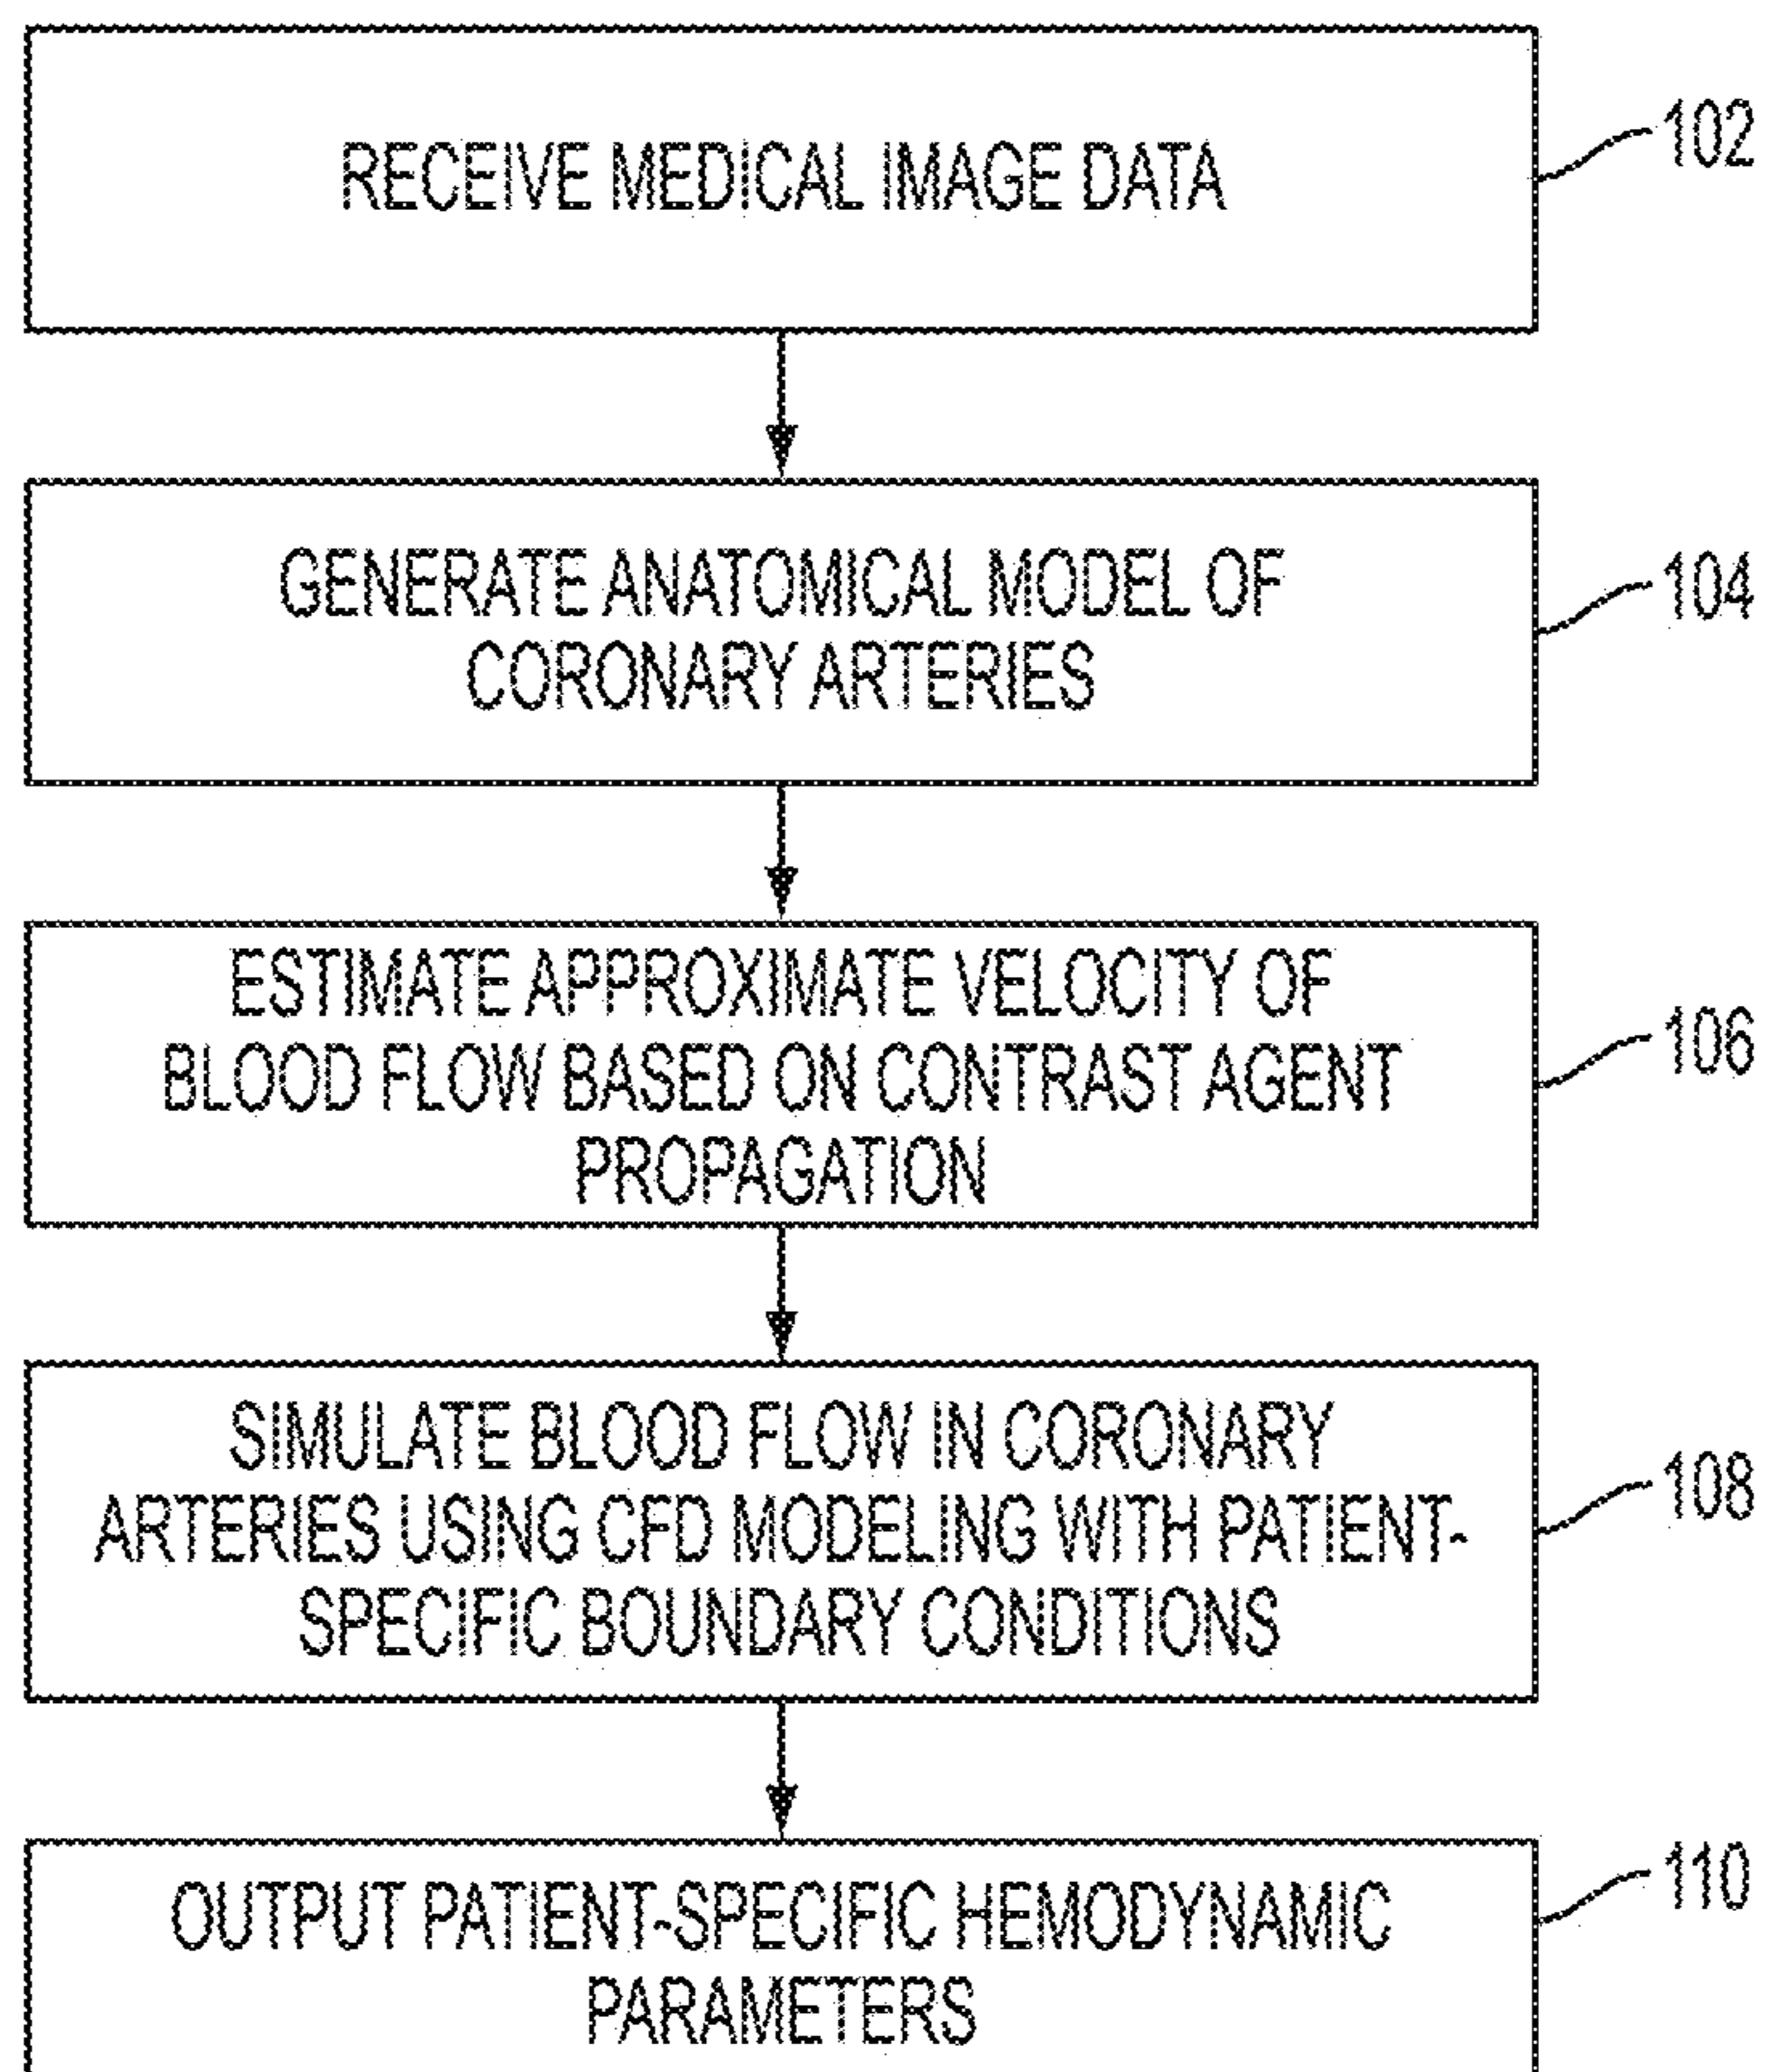 RECEIVE MEDICAL IMAGE DATA
102
GENERATE ANATOMICAL MODEL OF
CORONARY ARTERIES
104
ESTIMATE APPROXIMATE VELOCITY OF
BLOOD FLOW BASED ON CONTRAST AGENT
PROPAGATION
106
SIMULATE BLOOD FLOW IN CORONARY
ARTERIES USING CFD MODELING WITH PATIENT-
SPECIFIC BOUNDARY CONDITIONS
108
OUTPUT PATIENT-SPECIFIC HEMODYNAMIC
PARAMETERS
110